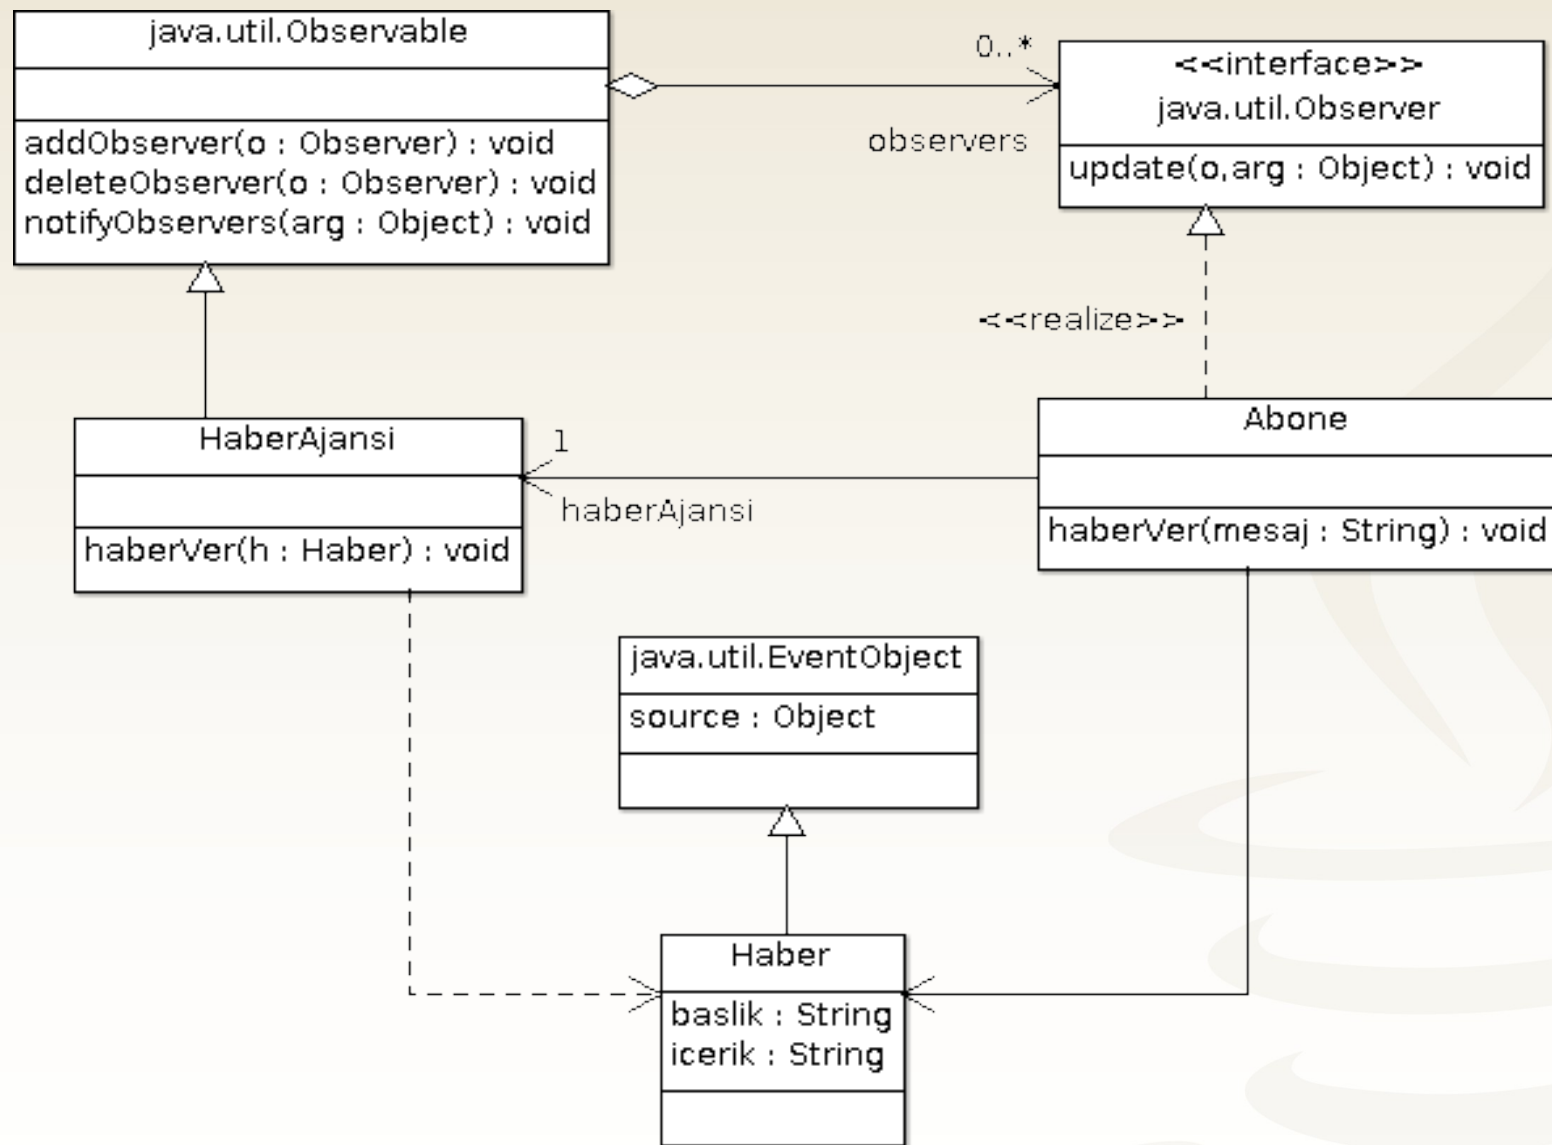 java.util.Observable
addObserver(o : Observer) : void
deleteObserver(o : Observer) : void
notifyObservers(arg : Object) : void
0..*
observers
<<interface>>
java.util.Observer
update(o,arg : Object) : void
<<realize>>
HaberAjansi
haberVer(h : Haber) : void
1
haberAjansi
Abone
haberVer(mesaj : String) : void
java.util.EventObject
source : Object
Haber
baslik : String
icerik : String